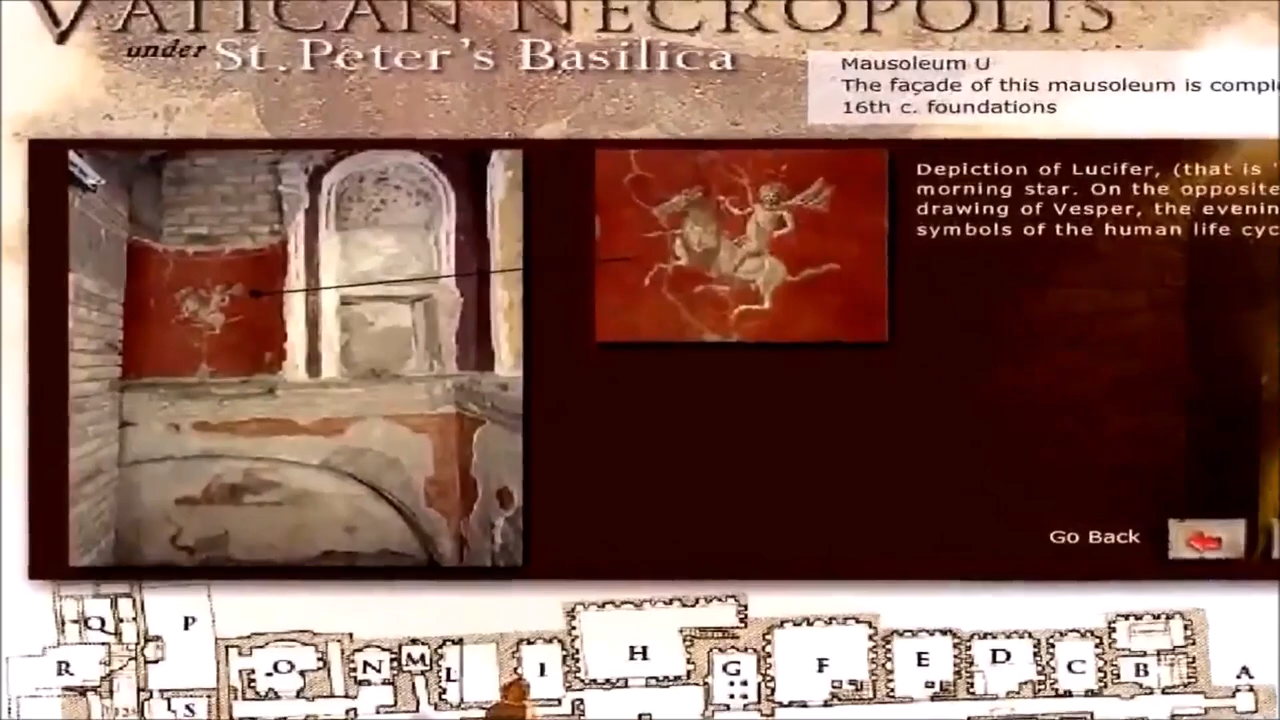 VATICAN NECROPOLIS
under St. Peter's Basilica
Mausoleum U
The façade of this mausoleum is compl
16th c. foundations
Depiction of Lucifer, (that is '
morning star. On the opposite
drawing of Vesper, the evenin
symbols of the human life cyc
Go Back
Q P
R O N M L I H G F E D C B A
S